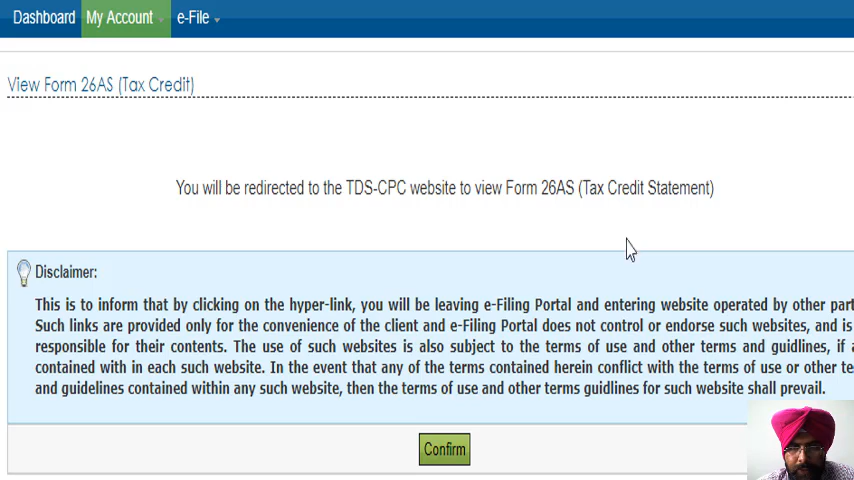 Dashboard My Account e-File
View Form 26AS (Tax Credit)
You will be redirected to the TDS-CPC website to view Form 26AS (Tax Credit Statement)
Disclaimer:
This is to inform that by clicking on the hyper-link, you will be leaving e-Filing Portal and entering website operated by other part
Such links are provided only for the convenience of the client and e-Filing Portal does not control or endorse such websites, and is
responsible for their contents. The use of such websites is also subject to the terms of use and other terms and guidlines, if a
contained with in each such website. In the event that any of the terms contained herein conflict with the terms of use or other te
and guidelines contained within any such website, then the terms of use and other terms guidlines for such website shall prevail.
Confirm